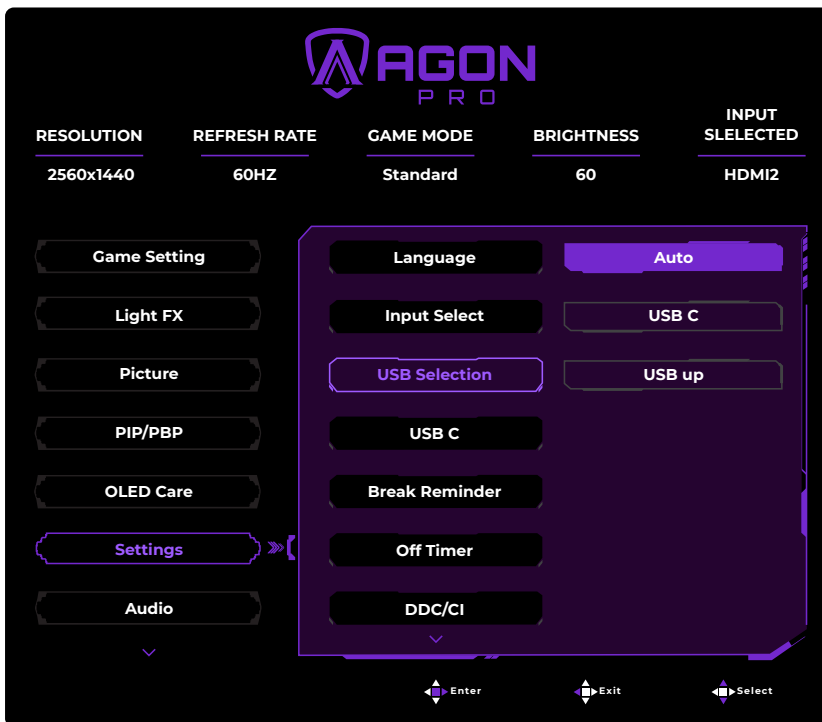 AGON
PRO
RESOLUTION REFRESH RATE GAME MODE BRIGHTNESS INPUT SLELECTED
2560x1440 60HZ Standard 60 HDMI2
Game Setting Language Auto
Light FX Input Select USB C
Picture USB Selection USB up
PIP/PBP USB C
OLED Care Break Reminder
Settings Off Timer
Audio DDC/CI
Enter Exit Select